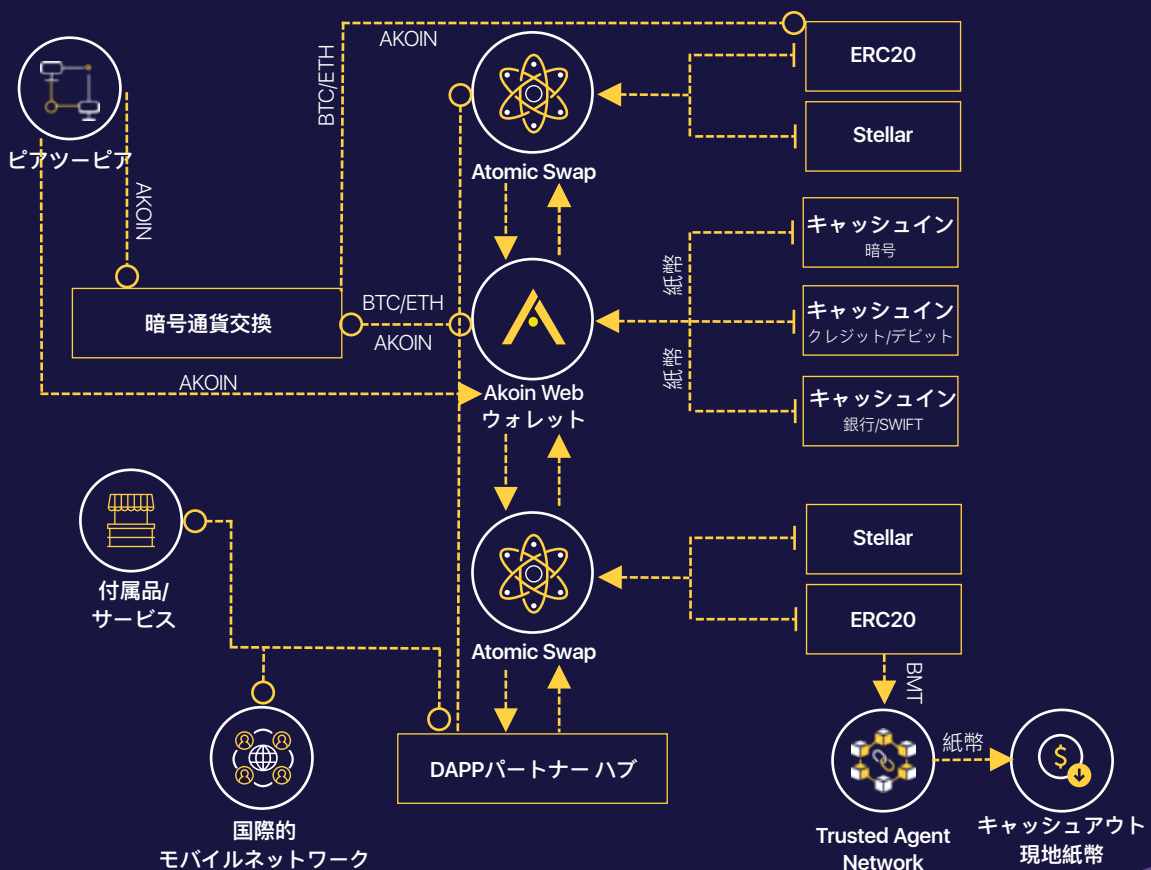 AKOIN
BTC/ETH
ERC20
Stellar
Atomic Swap
ピアツーピア
AKOIN
キャッシュイン
暗号
紙幣
BTC/ETH
AKOIN
暗号通貨交換
キャッシュイン
クレジット/デビット
紙幣
AKOIN
Akoin Web
ウォレット
キャッシュイン
銀行/SWIFT
Stellar
付属品/
サービス
ERC20
Atomic Swap
BMT
DAPPパートナー ハブ
紙幣
国際的
モバイルネットワーク
Trusted Agent
Network
キャッシュアウト
現地紙幣